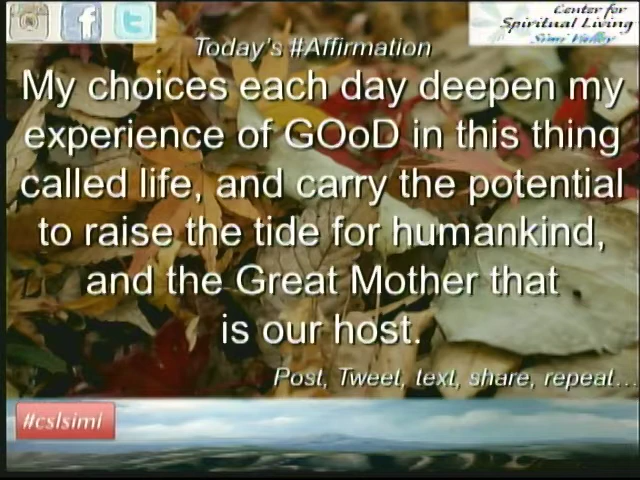 Center for
Spiritual Living
Simi Valley
Today's #Affirmation
My choices each day deepen my
experience of GOoD in this thing
called life, and carry the potential
to raise the tide for humankind,
and the Great Mother that
is our host.
Post, Tweet, text, share, repeat...
#cslsimi